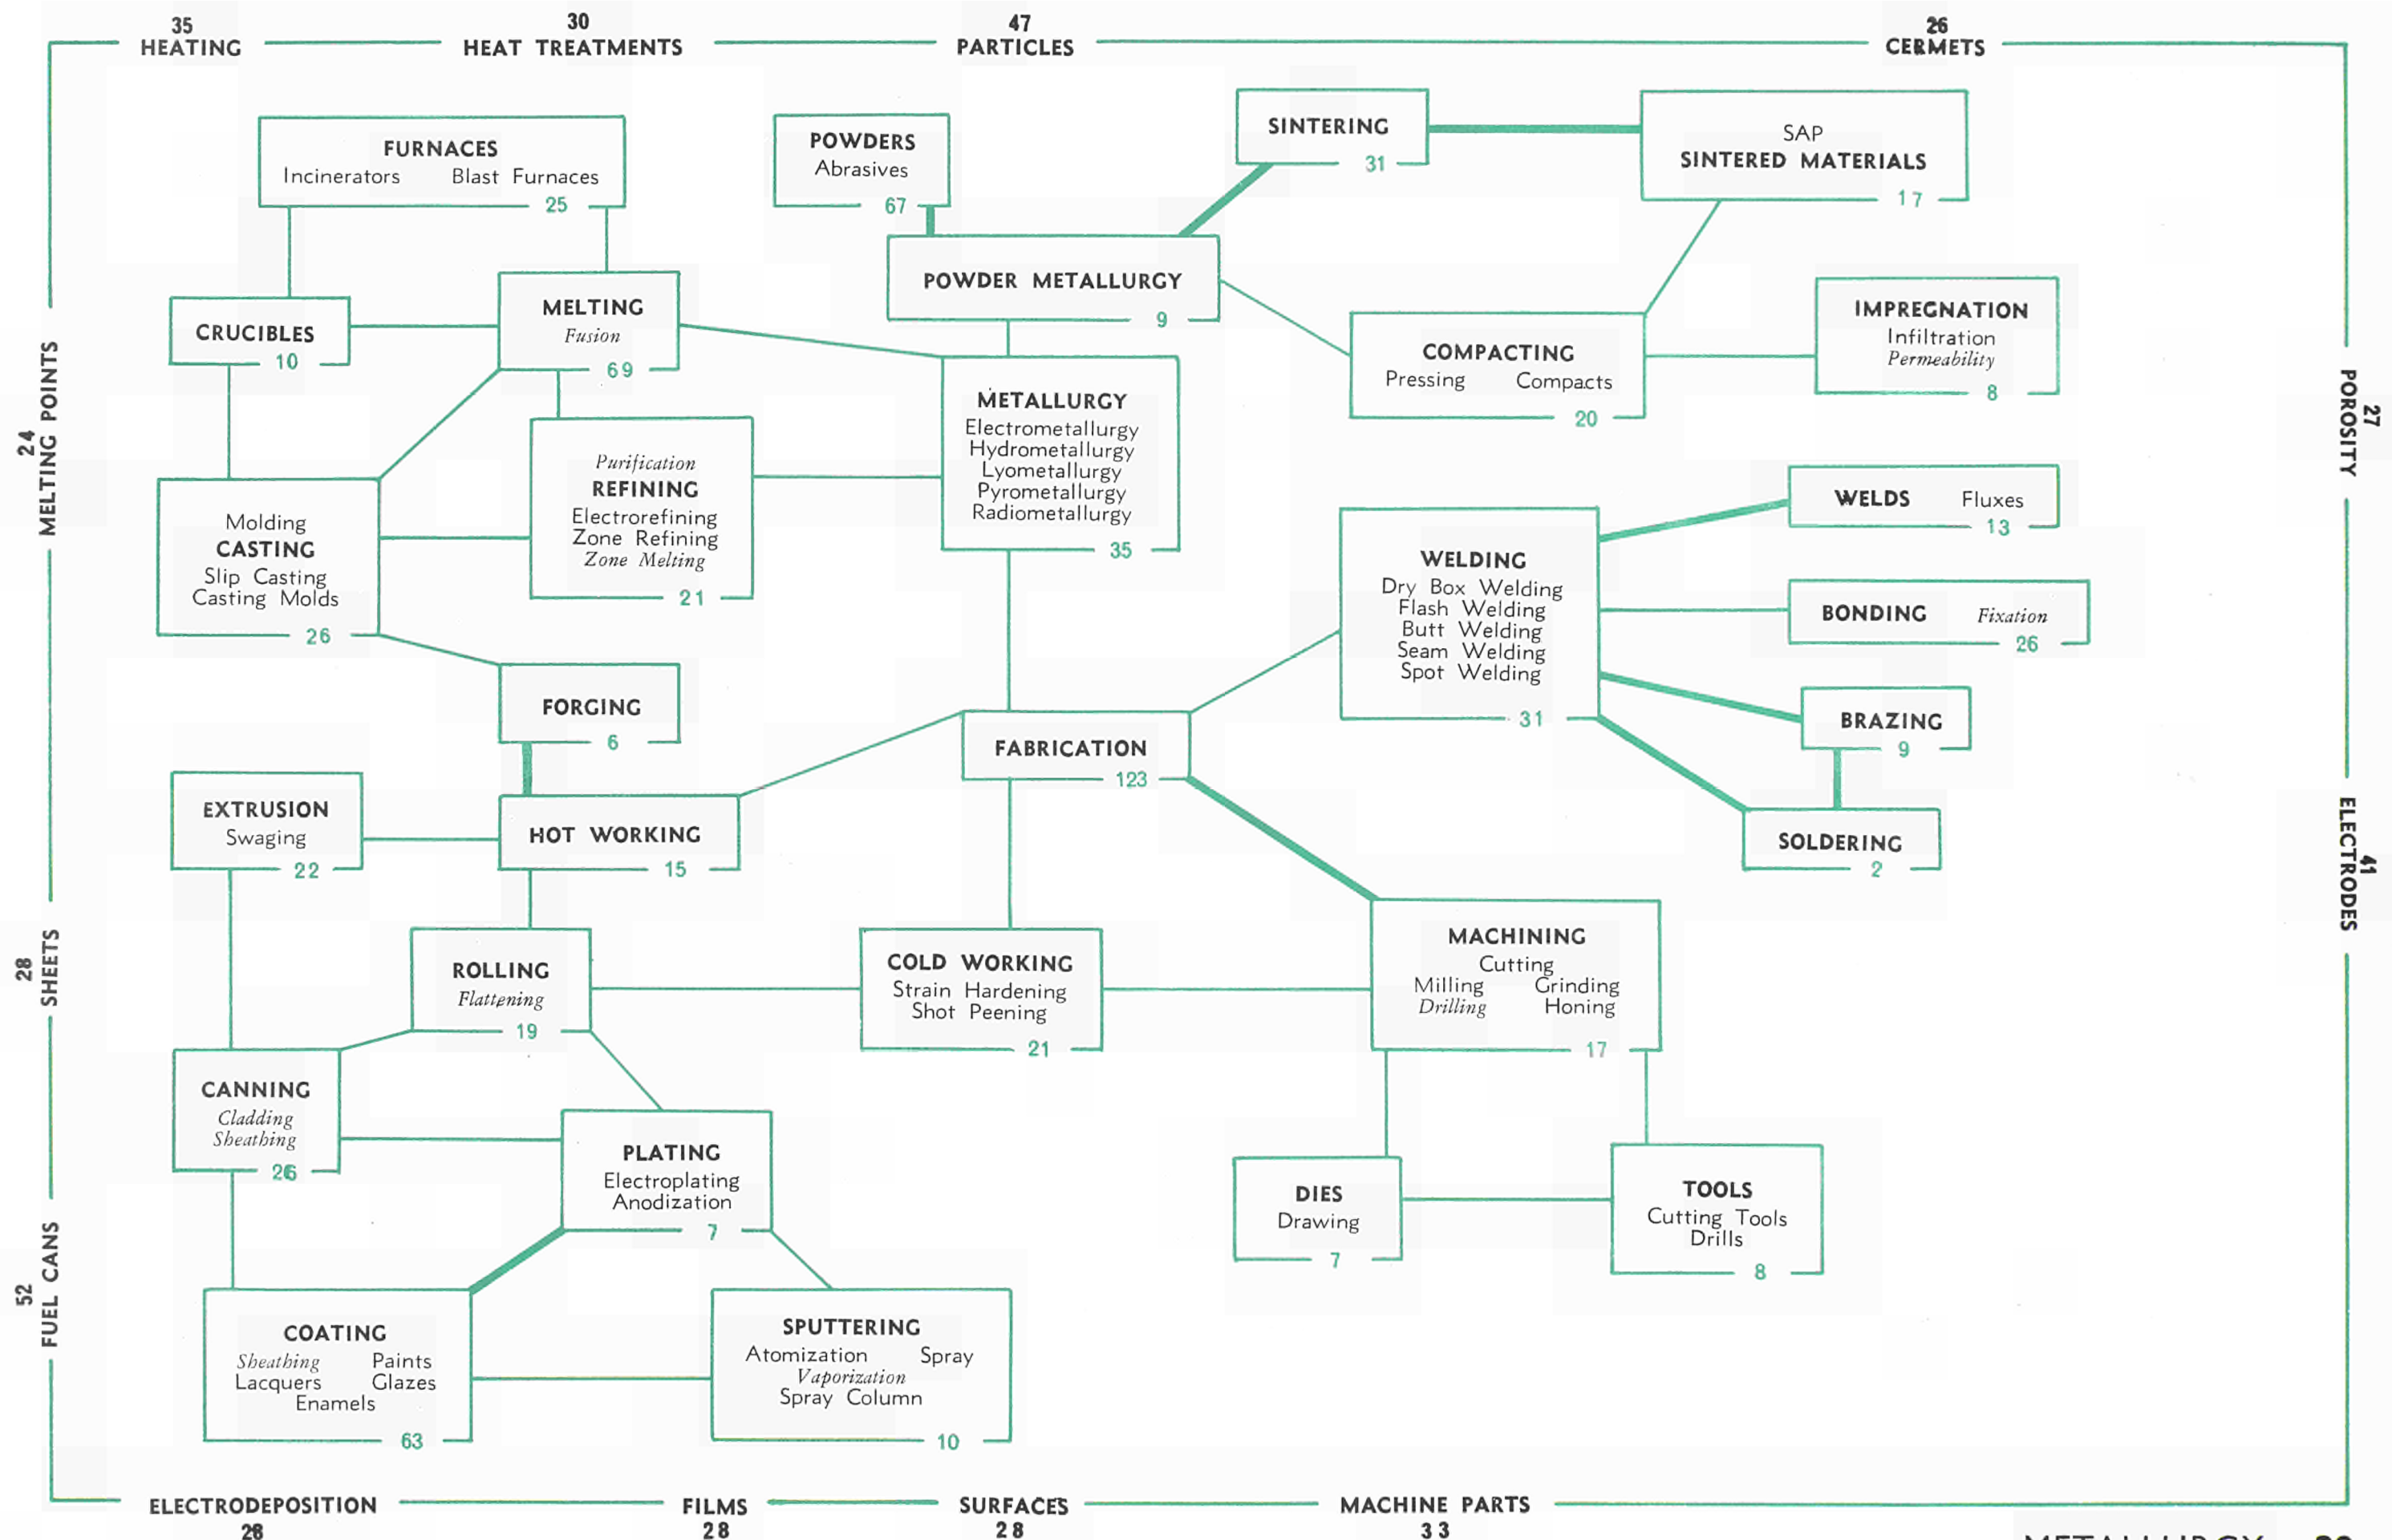 35
HEATING
30
HEAT TREATMENTS
47
PARTICLES
26
CERMETS
FURNACES
Incinerators Blast Furnaces
25
POWDERS
Abrasives
67
SINTERING
31
SAP
SINTERED MATERIALS
17
CRUCIBLES
10
MELTING
Fusion
69
POWDER METALLURGY
9
COMPACTING
Pressing Compacts
20
IMPREGNATION
Infiltration
Permeability
8
24
MELTING POINTS
27
POROSITY
Purification
REFINING
Electrorefining
Zone Refining
Zone Melting
21
METALLURGY
Electrometallurgy
Hydrometallurgy
Lyometallurgy
Pyrometallurgy
Radiometallurgy
35
Molding
CASTING
Slip Casting
Casting Molds
26
WELDING
Dry Box Welding
Flash Welding
Butt Welding
Seam Welding
Spot Welding
31
WELDS Fluxes
13
BONDING Fixation
26
BRAZING
9
SOLDERING
2
FORGING
6
FABRICATION
123
EXTRUSION
Swaging
22
HOT WORKING
15
41
ELECTRODES
28
SHEETS
ROLLING
Flattening
19
COLD WORKING
Strain Hardening
Shot Peening
21
MACHINING
Cutting
Milling Grinding
Drilling Honing
17
CANNING
Cladding
Sheathing
26
PLATING
Electroplating
Anodization
7
DIES
Drawing
7
TOOLS
Cutting Tools
Drills
8
52
FUEL CANS
COATING
Sheathing Paints
Lacquers Glazes
Enamels
63
SPUTTERING
Atomization Spray
Vaporization
Spray Column
10
ELECTRODEPOSITION
28
FILMS
28
SURFACES
28
MACHINE PARTS
33